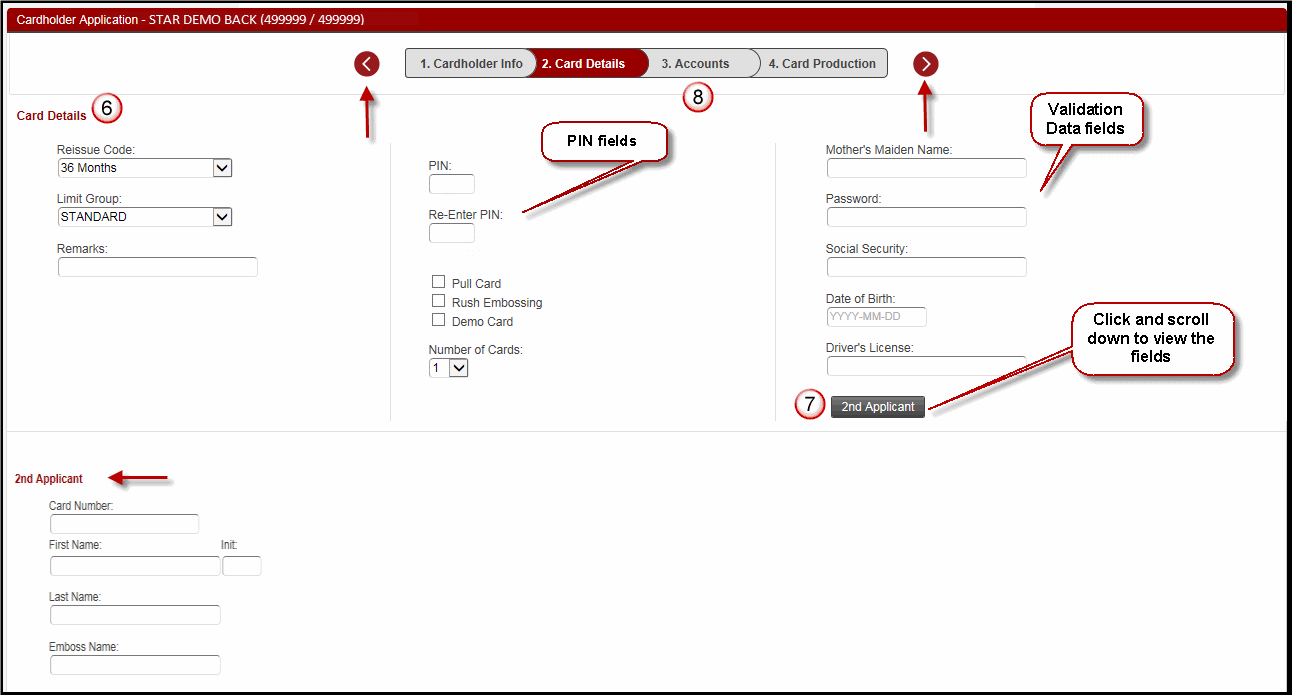 Cardholder Application - STAR DEMO BACK (499999 / 499999)
1. Cardholder Info
2. Card Details
3. Accounts
4. Card Production
8
Card Details
6
Reissue Code:
36 Months
Limit Group:
STANDARD
Remarks:
PIN fields
PIN:
Re-Enter PIN:
Pull Card
Rush Embossing
Demo Card
Number of Cards:
1
Validation
Data fields
Mother's Maiden Name:
Password:
Social Security:
Date of Birth:
YYYY-MM-DD
Driver's License:
Click and scroll
down to view the
fields
7
2nd Applicant
2nd Applicant
Card Number:
First Name:
Init:
Last Name:
Emboss Name: